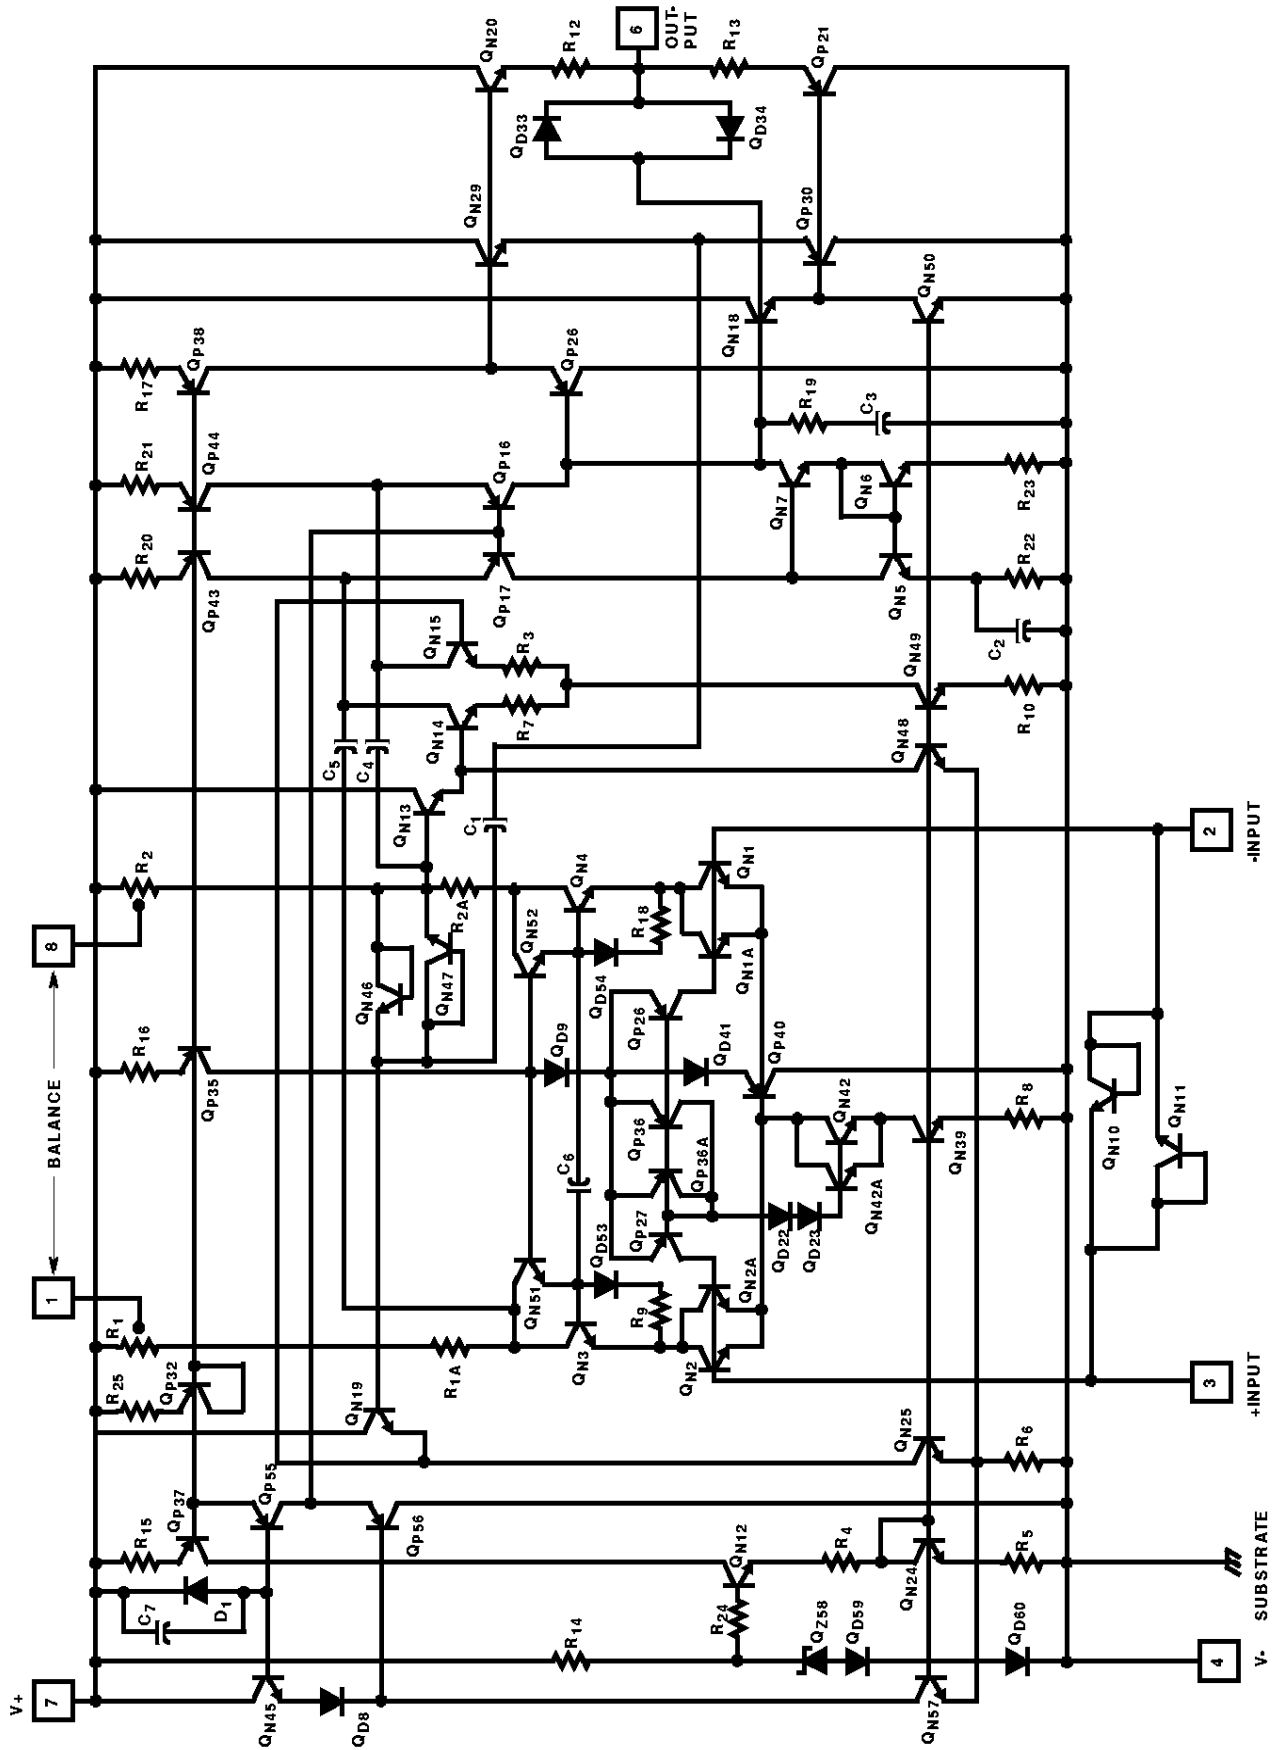 V+
7
1
BALANCE
8
C7
R15
R25
R1
R16
R2
R20
R21
R17
D1
QP37
QP32
QP35
QP43
QP44
QP38
QN45
QP55
QN19
QD8
QP56
QN46
C5
C4
QN47
QN13
QN14
QN15
R1A
R2A
C1
QP17
QP16
QN29
QN20
QN51
QN52
R7
R3
QN3
C6
QD9
QN4
QP26
QD33
R12
R14
QD53
QD54
R9
QP27
QP36
QP26
R18
6
OUT-
PUT
QN2
QP36A
QN2A
QD41
QN1A
QN1
R24
QN12
QD22
QP40
QN18
QD34
R13
QD23
QN42
QN7
R19
QP30
QP21
QZ58
R4
QN42A
QN6
C3
QD59
QN5
QN24
QN25
QN48
QN49
QN50
QN57
QN39
QD60
R5
R6
R8
R10
C2
R22
R23
QN10
QN11
4
3
2
V-
SUBSTRATE
+INPUT
-INPUT